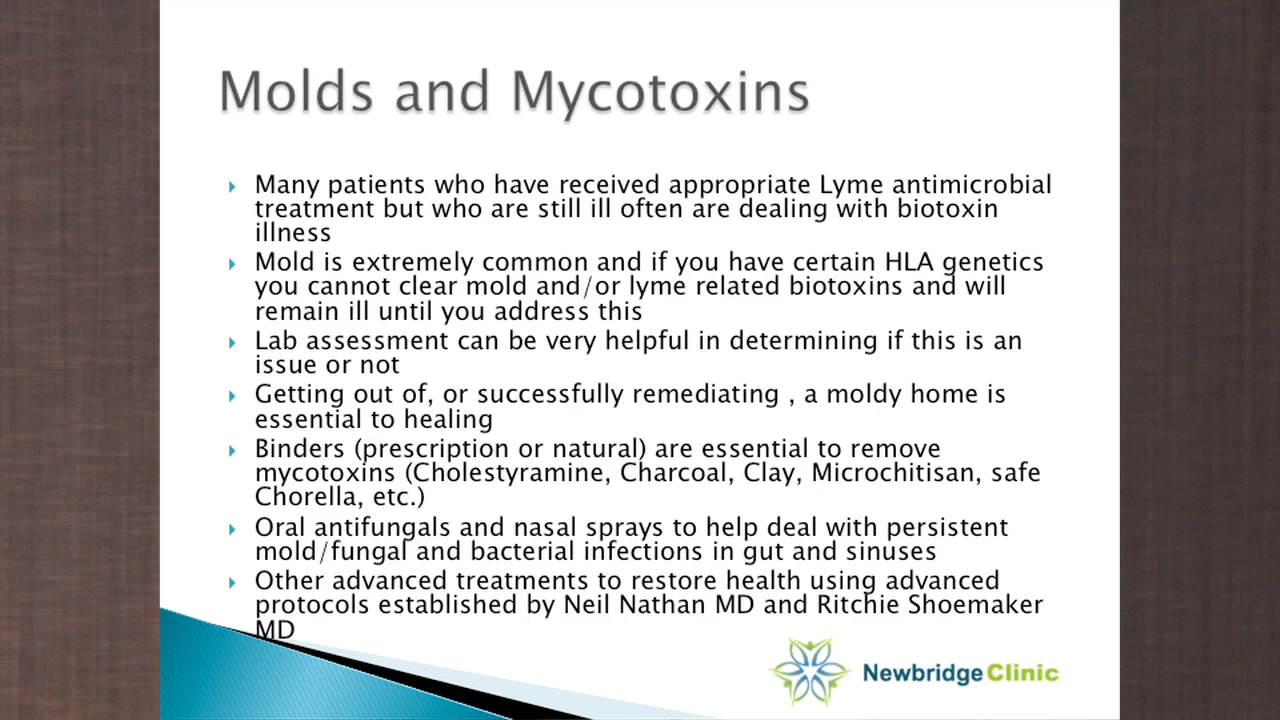 Molds and Mycotoxins
Many patients who have received appropriate Lyme antimicrobial
treatment but who are still ill often are dealing with biotoxin
illness
Mold is extremely common and if you have certain HLA genetics
you cannot clear mold and/or lyme related biotoxins and will
remain ill until you address this
Lab assessment can be very helpful in determining if this is an
issue or not
Getting out of, or successfully remediating , a moldy home is
essential to healing
Binders (prescription or natural) are essential to remove
mycotoxins (Cholestyramine, Charcoal, Clay, Microchitisan, safe
Chorella, etc.)
Oral antifungals and nasal sprays to help deal with persistent
mold/fungal and bacterial infections in gut and sinuses
Other advanced treatments to restore health using advanced
protocols established by Neil Nathan MD and Ritchie Shoemaker
MD
Newbridge Clinic